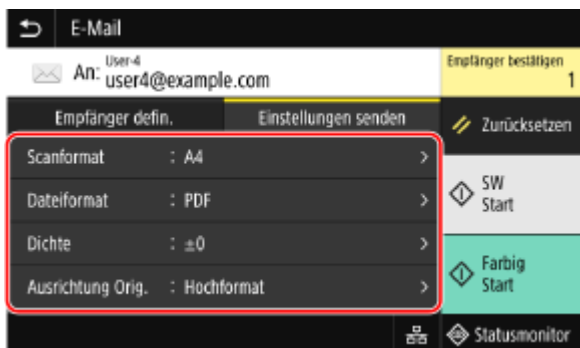 E-Mail
An: User-4
user4@example.com
Empfänger bestätigen
1
Empfänger defin.
Einstellungen senden
Zurücksetzen
Scanformat : A4
Dateiformat : PDF
Dichte : ±0
Ausrichtung Orig. : Hochformat
SW
Start
Farbig
Start
Statusmonitor